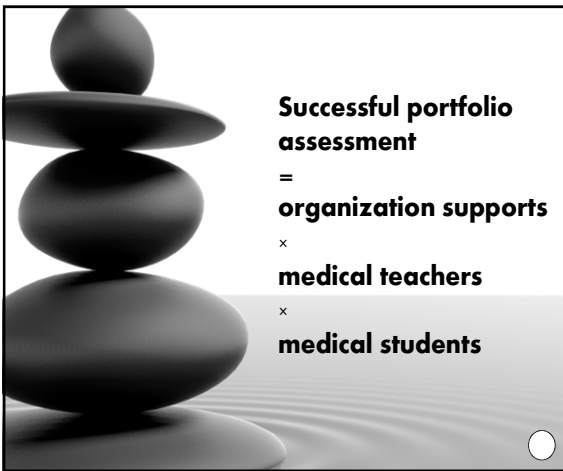 Successful portfolio
assessment
=
organization supports
×
medical teachers
×
medical students